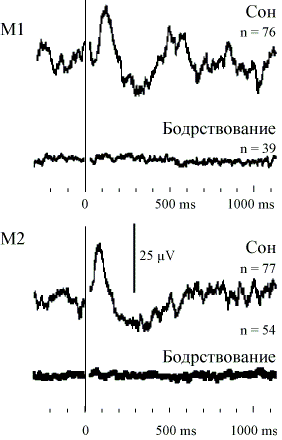 M1
Сон
n = 76
Бодрствование
n = 39
0 500 ms 1000 ms
M2
25 µV
Сон
n = 77
n = 54
Бодрствование
0 500 ms 1000 ms